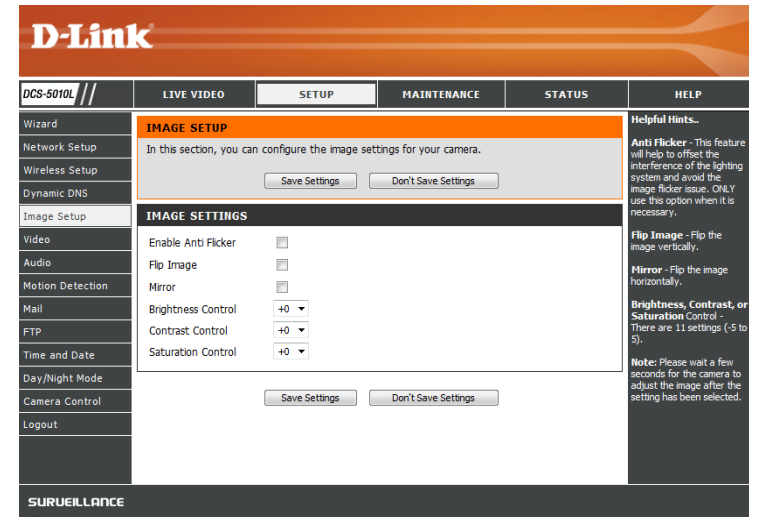 D-Link
DCS-5010L //
LIVE VIDEO
SETUP
MAINTENANCE
STATUS
HELP
Wizard
Network Setup
Wireless Setup
Dynamic DNS
Image Setup
Video
Audio
Motion Detection
Mail
FTP
Time and Date
Day/Night Mode
Camera Control
Logout
IMAGE SETUP
In this section, you can configure the image settings for your camera.
Save Settings
Don't Save Settings
IMAGE SETTINGS
Enable Anti Flicker
Flip Image
Mirror
Brightness Control +0
Contrast Control +0
Saturation Control +0
Save Settings
Don't Save Settings
Helpful Hints..
Anti Flicker - This feature
will help to offset the
interference of the lighting
system and avoid the
image flicker issue. ONLY
use this option when it is
necessary.
Flip Image - Flip the
image vertically.
Mirror - Flip the image
horizontally.
Brightness, Contrast, or
Saturation Control -
There are 11 settings (-5 to
5).
Note: Please wait a few
seconds for the camera to
adjust the image after the
setting has been selected.
SURVEILLANCE